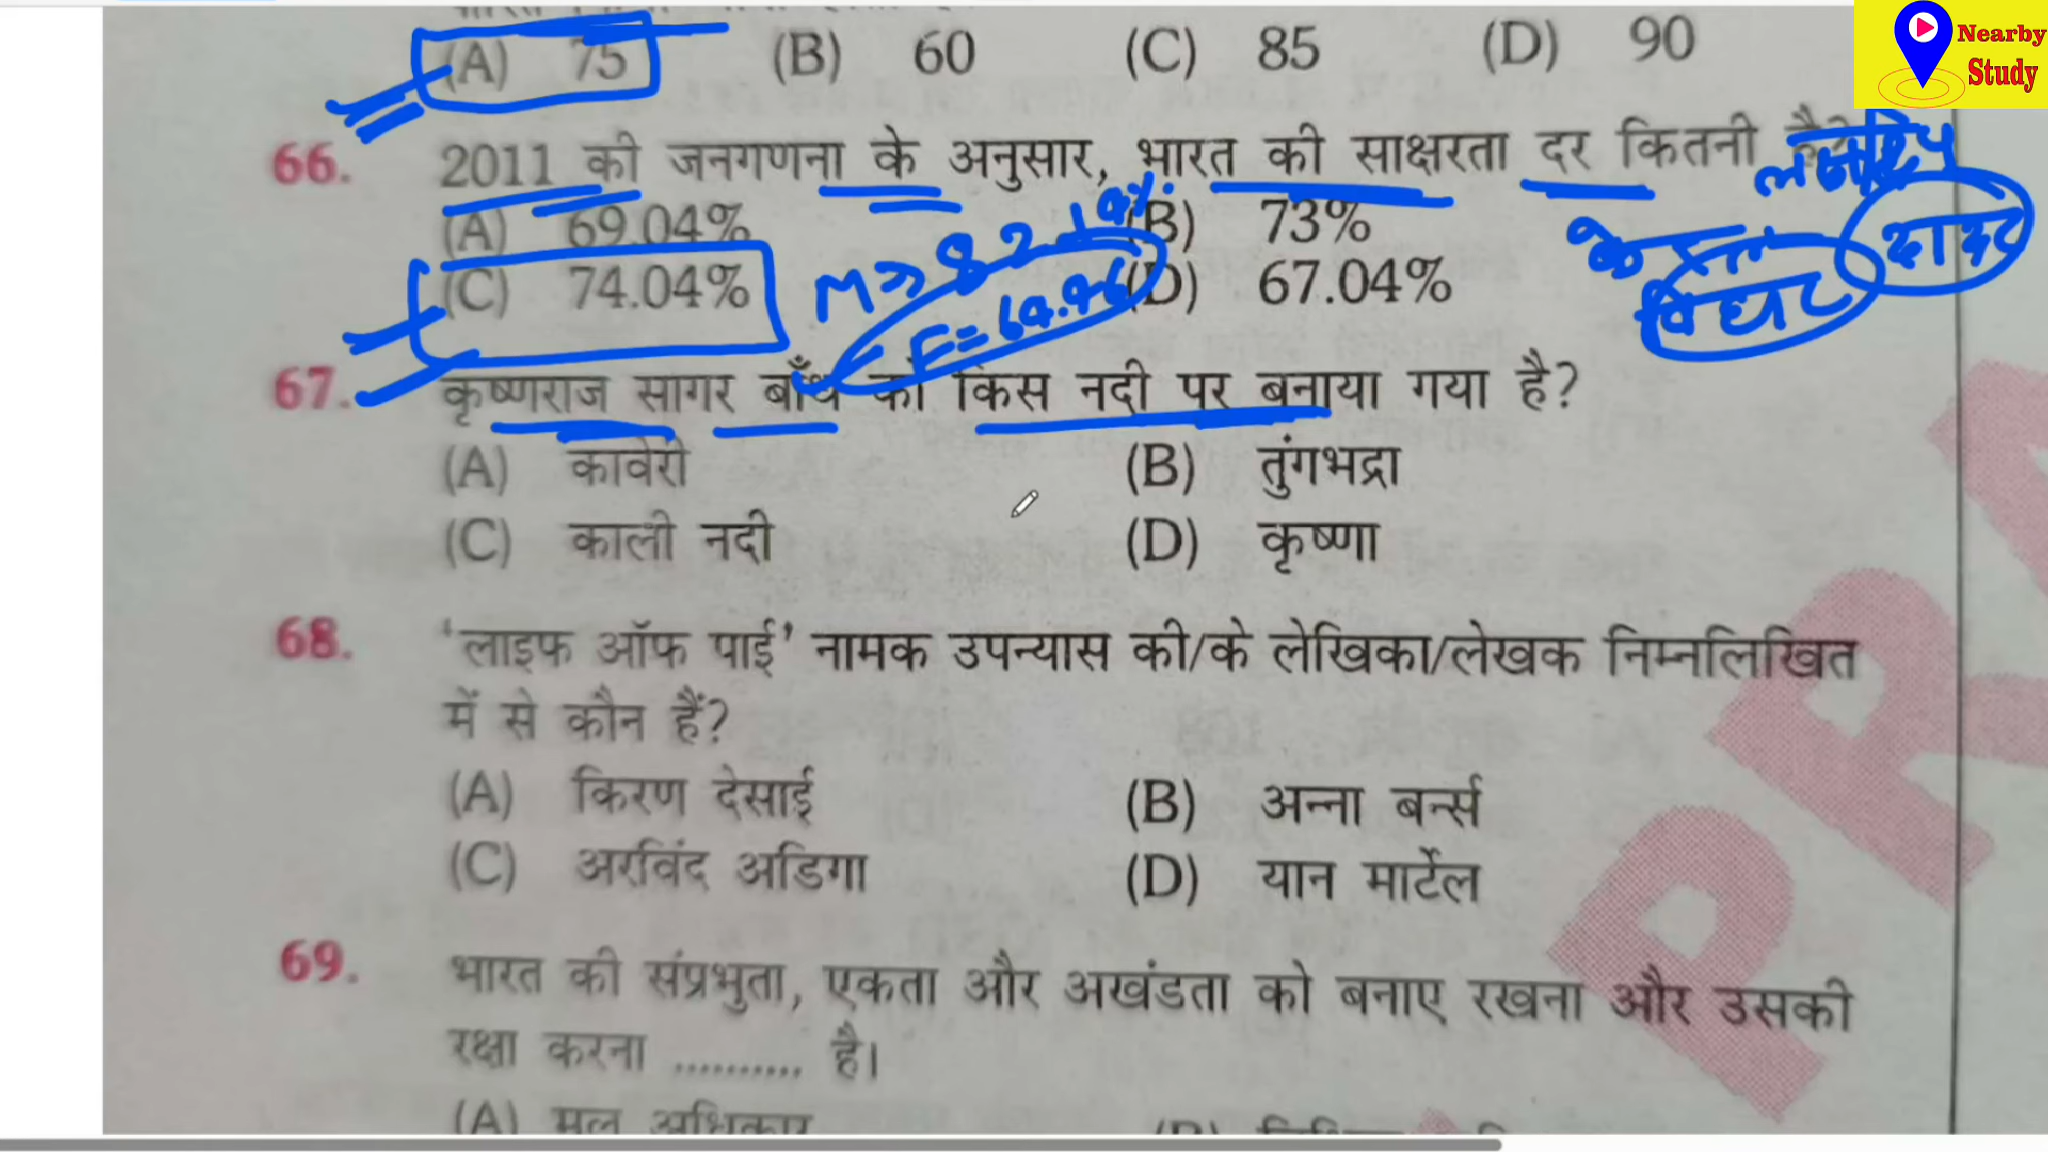 (A) 75 (B) 60 (C) 85 (D) 90
Nearby
Study
66. 2011 की जनगणना के अनुसार, भारत की साक्षरता दर कितनी है?
(A) 69.04% (B) 73%
(C) 74.04% (D) 67.04%
M → 82.14%
F = 64.46
67. कृष्णराज सागर बाँध को किस नदी पर बनाया गया है?
(A) कावेरी (B) तुंगभद्रा
(C) काली नदी (D) कृष्णा
68. 'लाइफ ऑफ पाई' नामक उपन्यास की/के लेखिका/लेखक निम्नलिखित
में से कौन हैं?
(A) किरण देसाई (B) अन्ना बर्न्स
(C) अरविंद अडिगा (D) यान मार्टेल
69. भारत की संप्रभुता, एकता और अखंडता को बनाए रखना और उसकी
रक्षा करना .......... है।
(A) मूल अधिकार